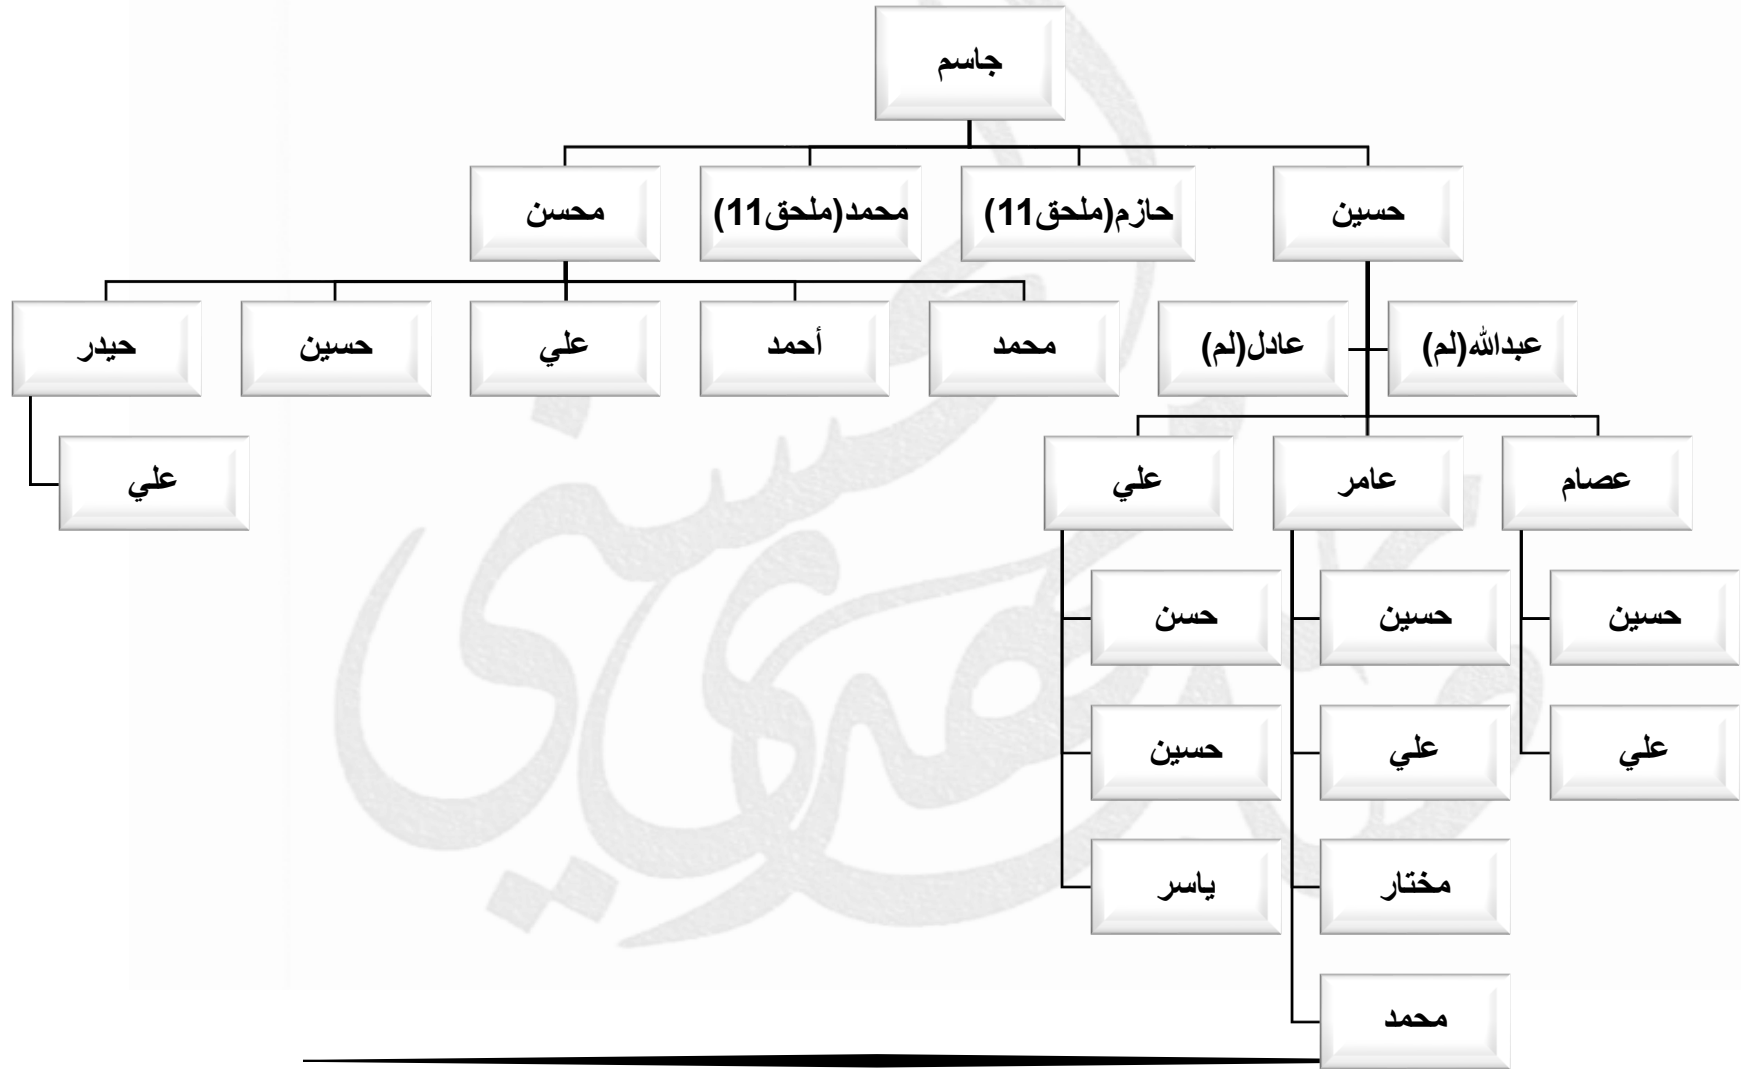 جاسم
حسين
حازم(ملحق11)
محمد(ملحق11)
محسن
عبدالله(لم)
عادل(لم)
محمد
أحمد
علي
حسين
حيدر
عصام
عامر
علي
علي
حسين
حسين
حسن
علي
علي
حسين
مختار
ياسر
محمد